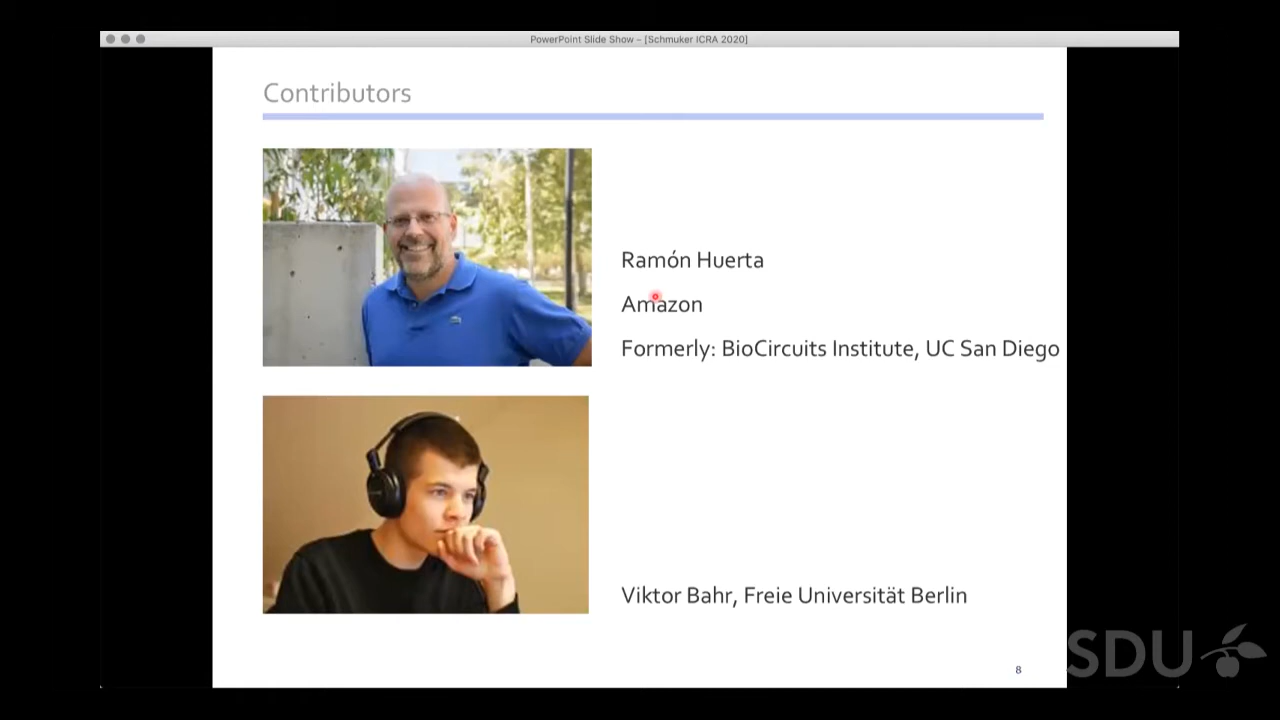 PowerPoint Slide Show – [Schmuker ICRA 2020]
Contributors
Ramón Huerta
Amazon
Formerly: BioCircuits Institute, UC San Diego
Viktor Bahr, Freie Universität Berlin
8
SDU